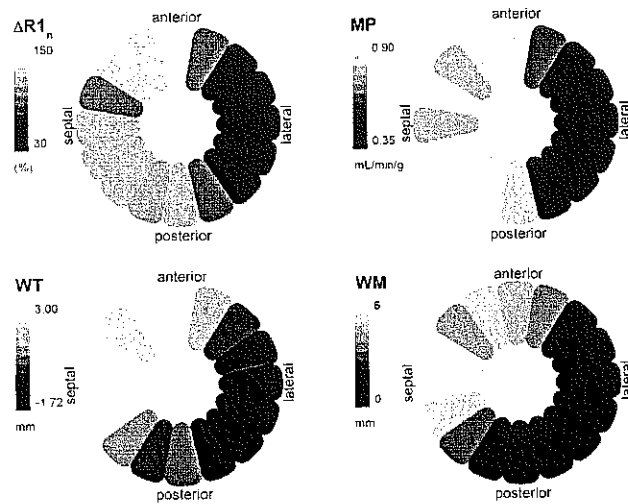 ΔR1n
150
30
(%)
anterior
septal
lateral
posterior
MP
0.90
0.35
mL/min/g
anterior
septal
lateral
posterior
WT
3.00
-1.72
mm
anterior
septal
lateral
posterior
WM
6
0
mm
anterior
septal
lateral
posterior